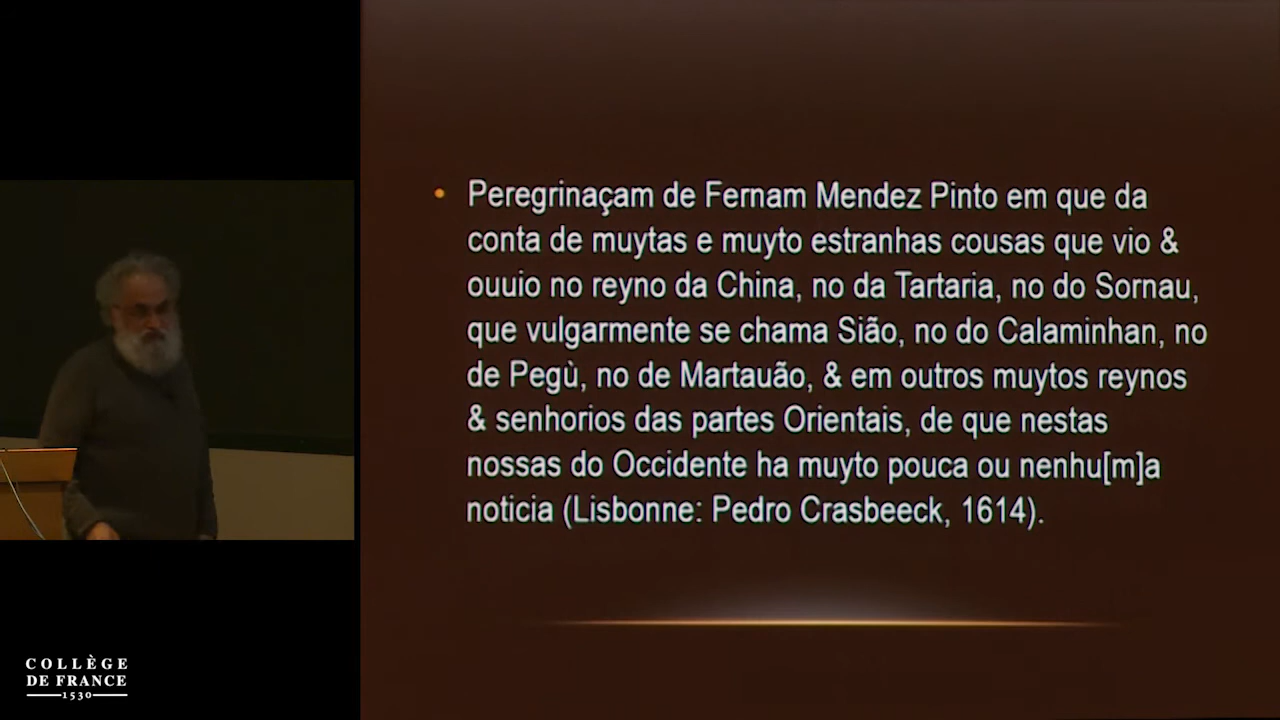 • Peregrinaçam de Fernam Mendez Pinto em que da
conta de muytas e muyto estranhas cousas que vio &
ouuio no reyno da China, no da Tartaria, no do Sornau,
que vulgarmente se chama Sião, no do Calaminhan, no
de Pegù, no de Martauão, & em outros muytos reynos
& senhorios das partes Orientais, de que nestas
nossas do Occidente ha muyto pouca ou nenhu[m]a
noticia (Lisbonne: Pedro Crasbeeck, 1614).
COLLÈGE
DE FRANCE
1530